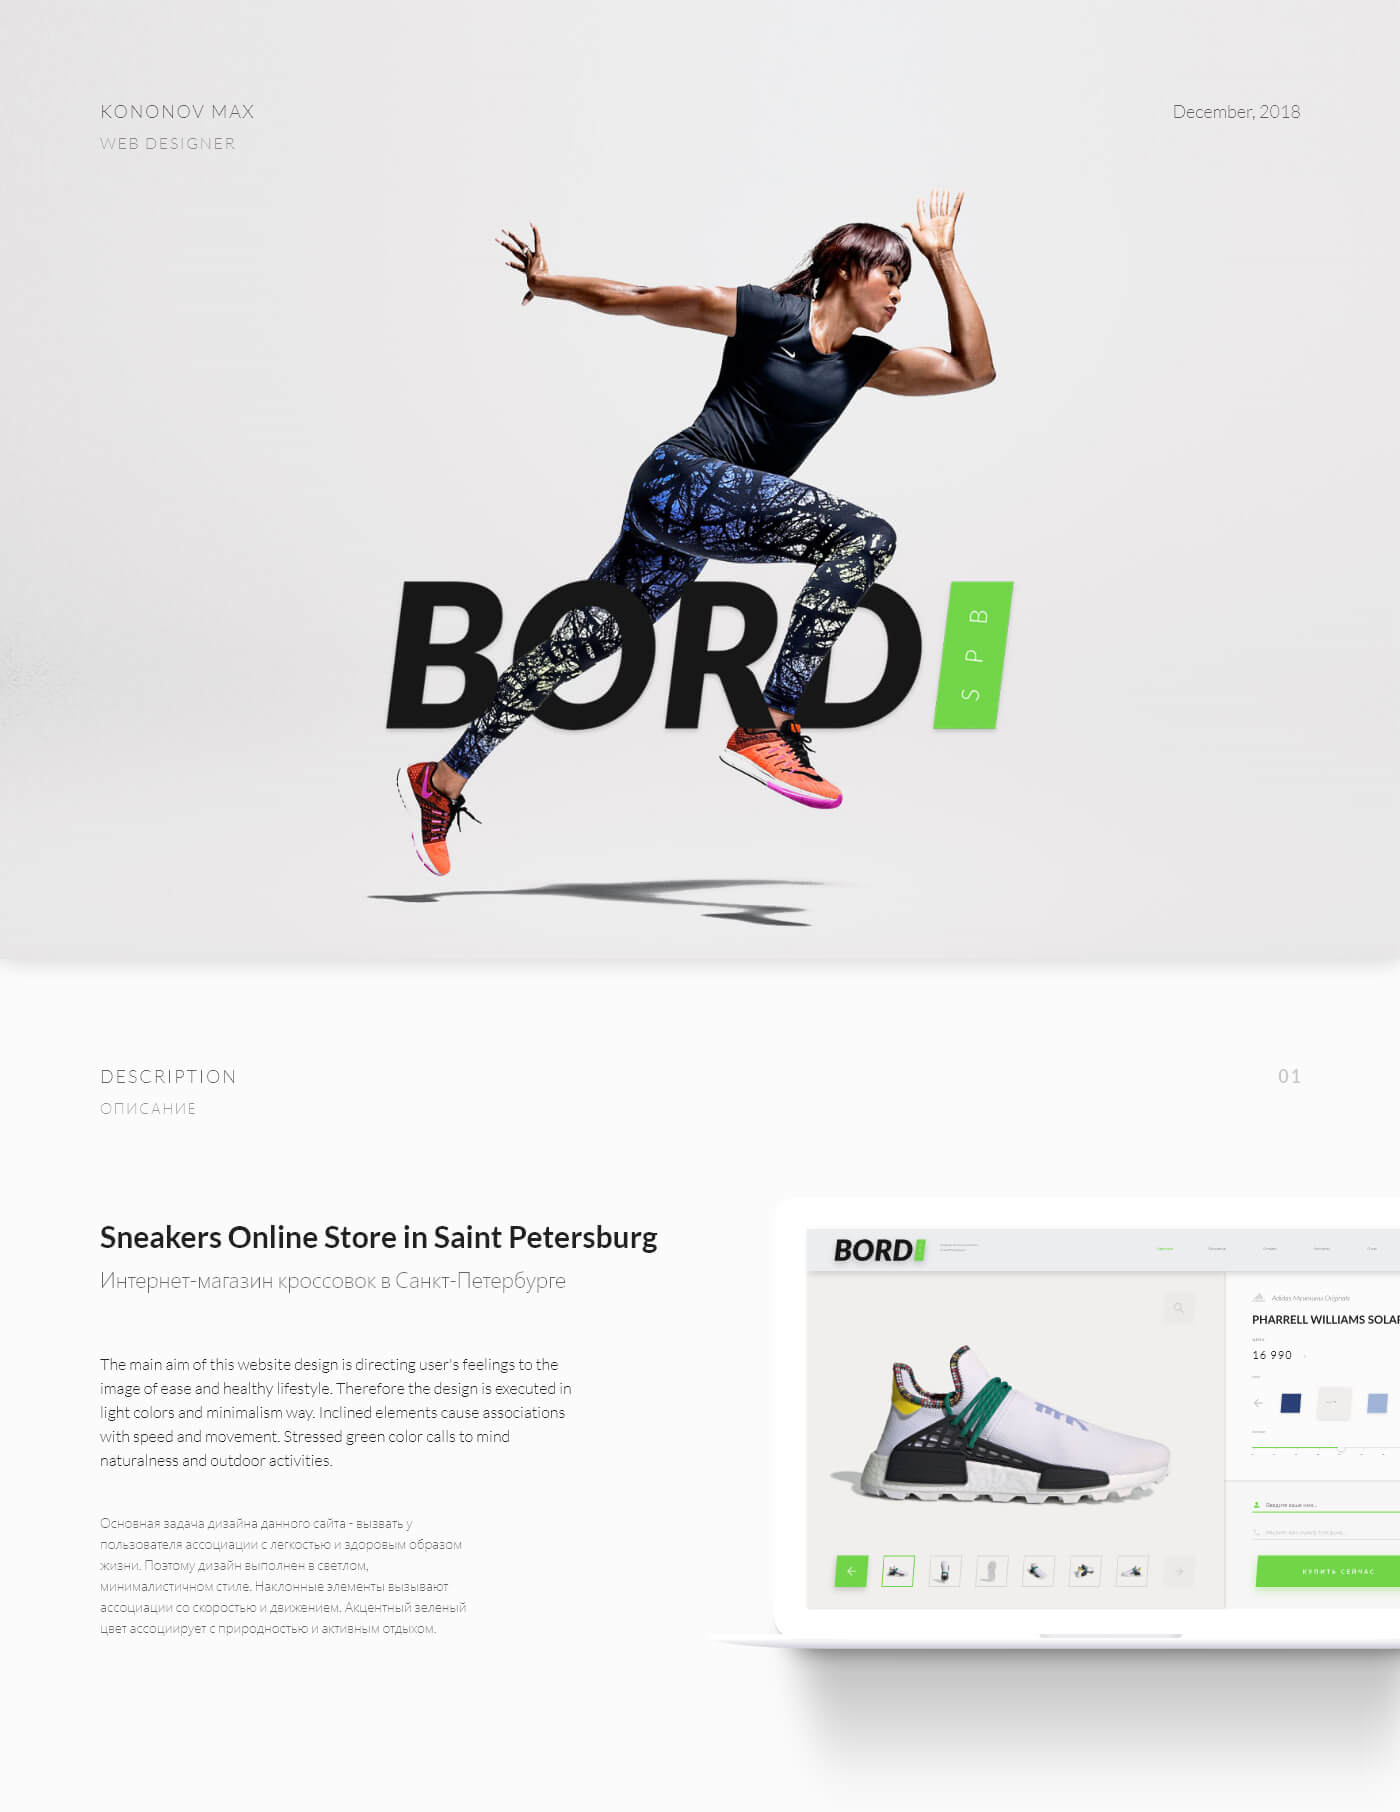 KONONOV MAX
December, 2018
WEB DESIGNER
BORD
SPB
DESCRIPTION
01
ОПИСАНИЕ
Sneakers Online Store in Saint Petersburg
Интернет-магазин кроссовок в Санкт-Петербурге
The main aim of this website design is directing user's feelings to the
image of ease and healthy lifestyle. Therefore the design is executed in
light colors and minimalism way. Inclined elements cause associations
with speed and movement. Stressed green color calls to mind
naturalness and outdoor activities.
Основная задача дизайна данного сайта - вызвать у
пользователя ассоциации с легкостью и здоровым образом
жизни. Поэтому дизайн выполнен в светлом,
минималистичном стиле. Наклонные элементы вызывают
ассоциации со скоростью и движением. Акцентный зеленый
цвет ассоциирует с природностью и активным отдыхом.
BORD
Adidas Originals
PHARRELL WILLIAMS SOLAR
16 990
Введите ваше имя...
КУПИТЬ СЕЙЧАС